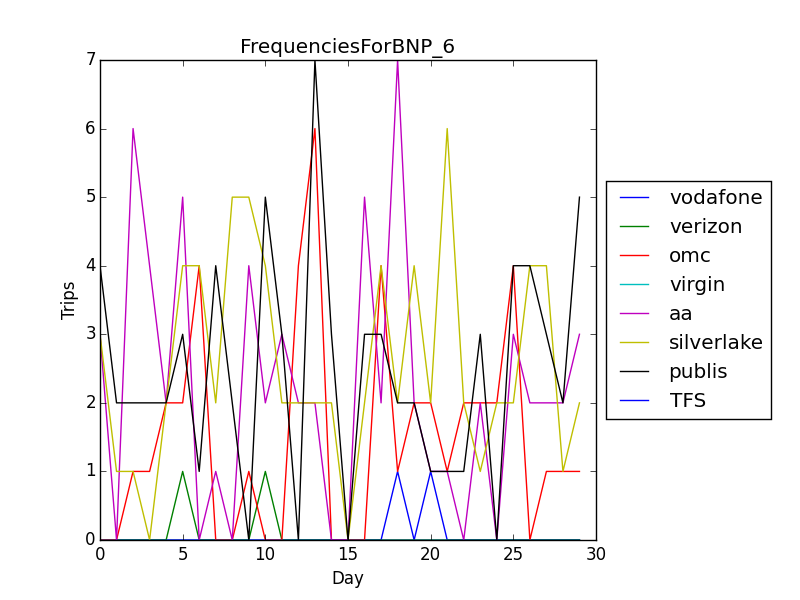 FrequenciesForBNP_6
Trips
7
6
5
4
3
2
1
0
0 5 10 15 20 25 30
Day
vodafone
verizon
omc
virgin
aa
silverlake
publis
TFS